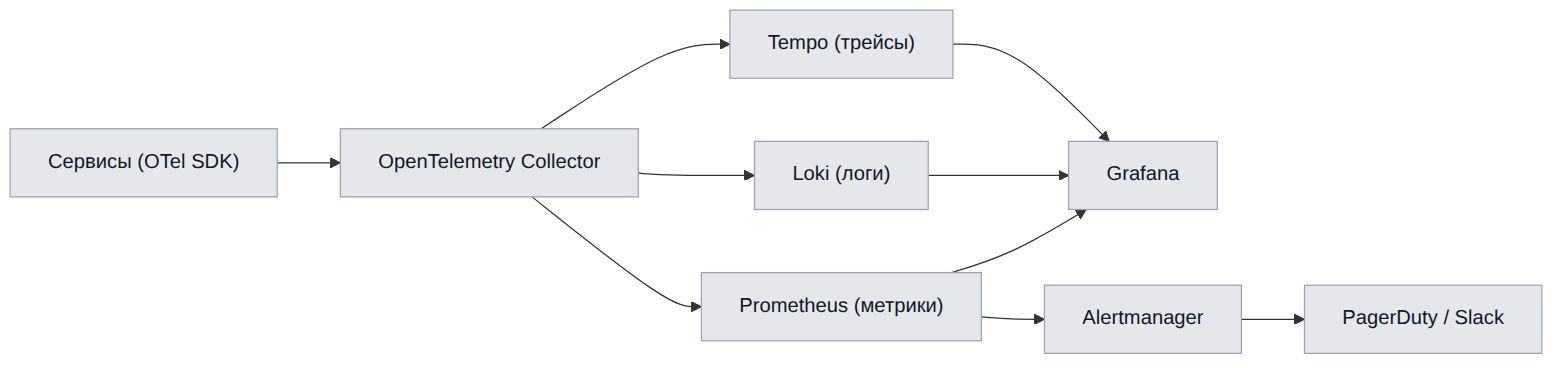 Сервисы (OTel SDK)
OpenTelemetry Collector
Tempo (трейсы)
Loki (логи)
Prometheus (метрики)
Grafana
Alertmanager
PagerDuty / Slack